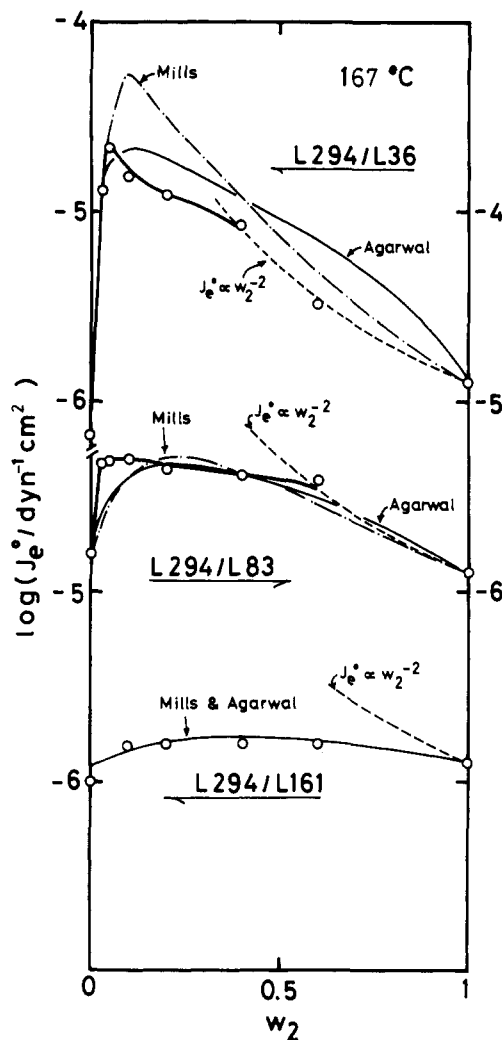 -4
Mills
167 °C
L294/L36
-5
-4
Agarwal
Je° ∝ w2^-2
-6
-5
Mills
Je° ∝ w2^-2
Agarwal
L294/L83
-5
-6
Je° ∝ w2^-2
Mills & Agarwal
-6
L294/L161
log(Je°/dyn^-1cm^2)
0
0.5
1
w2